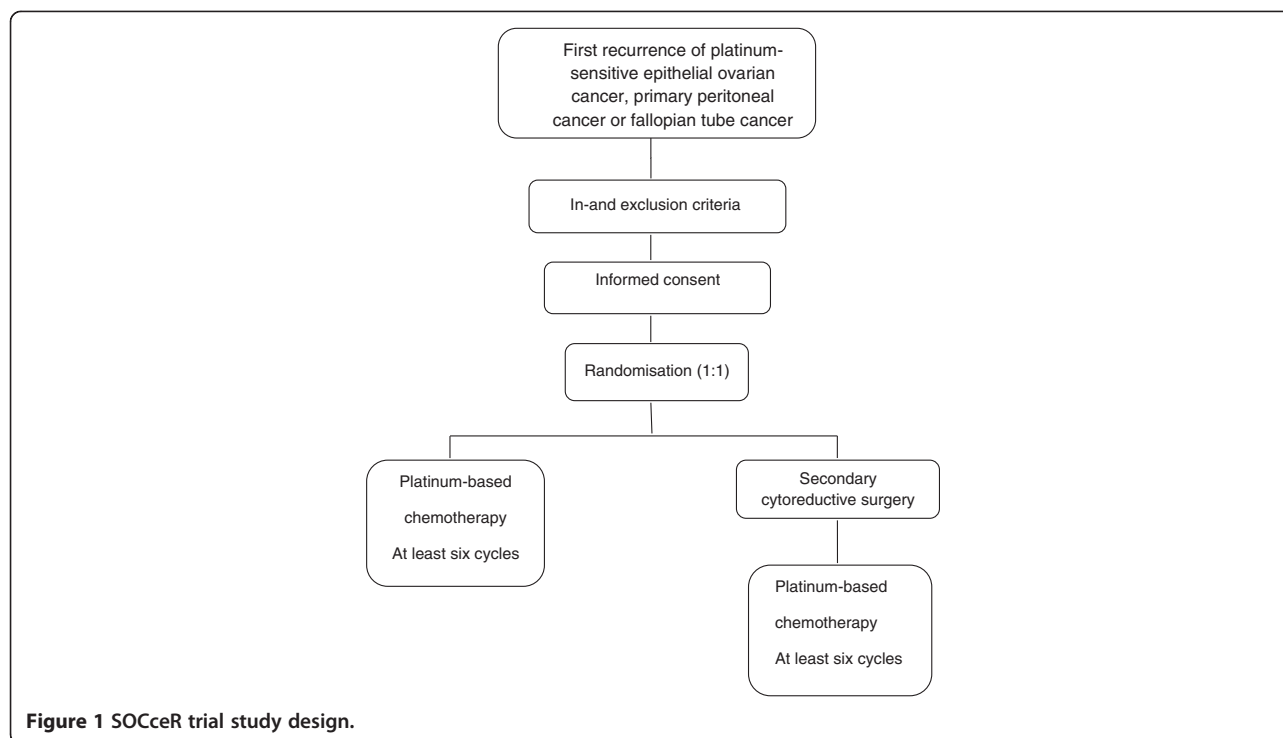 First recurrence of platinum-
sensitive epithelial ovarian
cancer, primary peritoneal
cancer or fallopian tube cancer
In-and exclusion criteria
Informed consent
Randomisation (1:1)
Platinum-based
chemotherapy
At least six cycles
Secondary
cytoreductive surgery
Platinum-based
chemotherapy
At least six cycles
Figure 1 SOCceR trial study design.